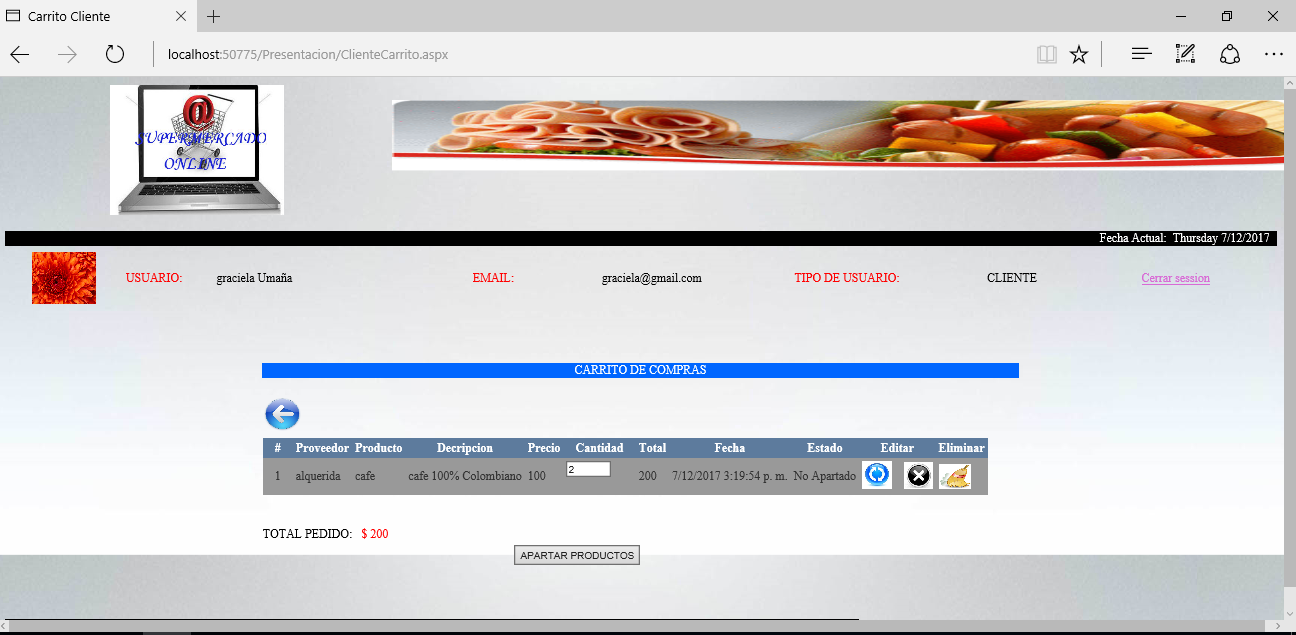 Carrito Cliente
localhost:50775/Presentacion/ClienteCarrito.aspx
@
SUPERMERCADO
ONLINE
Fecha Actual: Thursday 7/12/2017
USUARIO: graciela Umaña EMAIL: graciela@gmail.com TIPO DE USUARIO: CLIENTE Cerrar session
CARRITO DE COMPRAS
# Proveedor Producto Decripcion Precio Cantidad Total Fecha Estado Editar Eliminar
1 alquerida cafe cafe 100% Colombiano 100 2 200 7/12/2017 3:19:54 p. m. No Apartado
TOTAL PEDIDO: $ 200
APARTAR PRODUCTOS